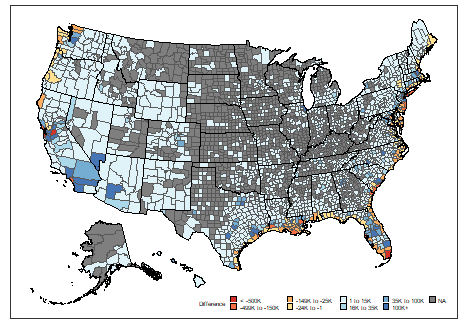 Difference
< -500K -149K to -25K 1 to 15K 35K to 100K NA
-499K to -150K -24K to -1 16K to 35K 100K+